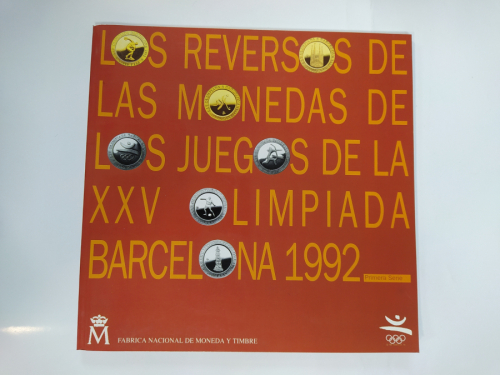 LOS REVERSOS DE
LAS MONEDAS DE
LOS JUEGOS DE LA
XXV OLIMPIADA
BARCELONA 1992
Primera Serie
M
FABRICA NACIONAL DE MONEDA Y TIMBRE